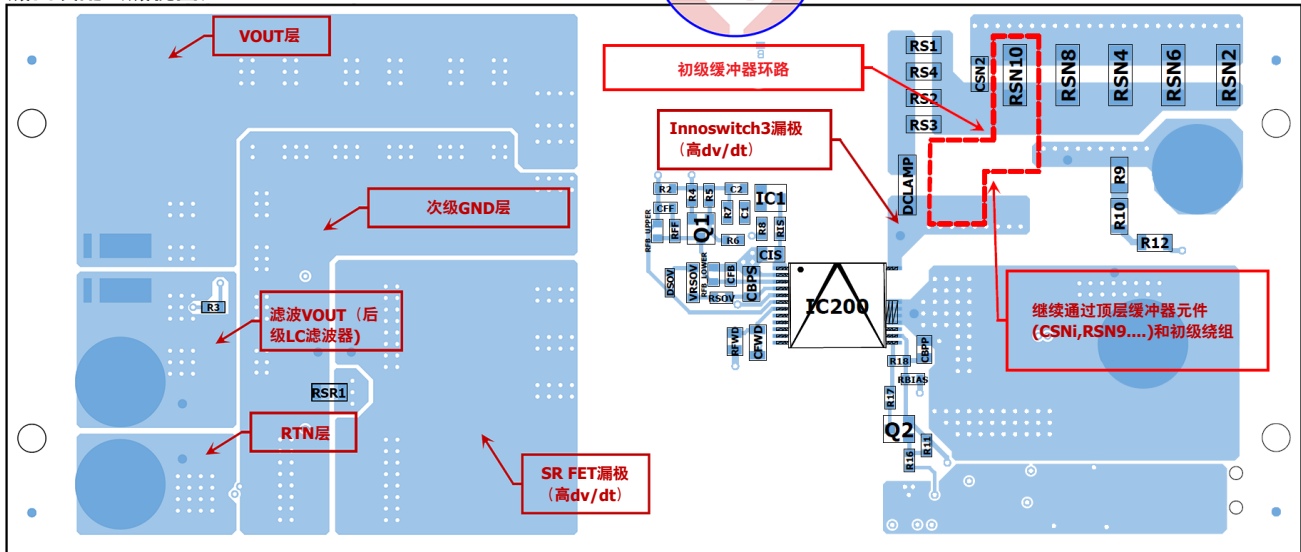 VOUT层
初级缓冲器环路
Innoswitch3漏极
（高dv/dt）
次级GND层
滤波VOUT（后
级LC滤波器)
RTN层
SR FET漏极
（高dv/dt）
继续通过顶层缓冲器元件
(CSNi,RSN9....)和初级绕组
R3
RSR1
RS1
RS4
RS2
RS3
CSN2
RSN10
RSN8
RSN4
RSN6
RSN2
DCLAMP
R9
R10
R12
R2
R4
R5
C2
CFF
RFF
RFB_UPPER
R7
C1
IC1
Q1
R6
R8
RIS
CIS
DSOV
VRSOV
RFB_LOWER
CFB
CBPS
RSOV
RFWD
CFWD
IC200
R18
CBPP
RBIAS
R17
Q2
R11
R16